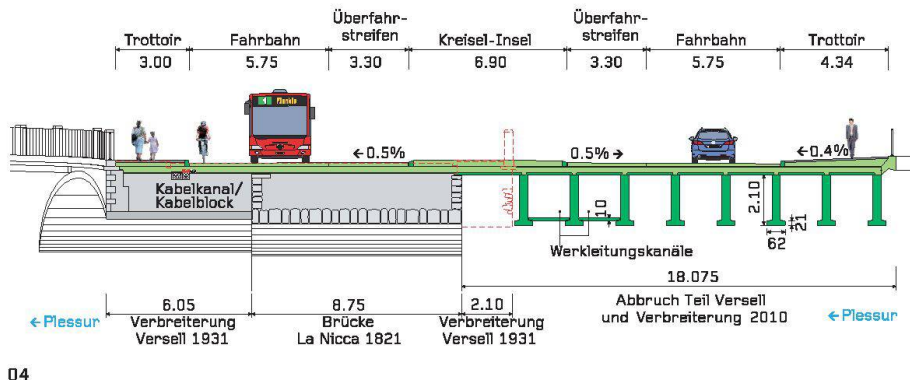 Überfahr-
streifen
Überfahr-
streifen
Trottoir Fahrbahn Kreisel-Insel Fahrbahn Trottoir
3.00 5.75 3.30 6.90 3.30 5.75 4.34
1 Plankis
←0.5% 0.5%→ ←0.4%
Kabelkanal/
Kabelblock
10
2.10
21
62
Werkleitungskanäle
18.075
6.05 8.75 2.10
Abbruch Teil Versell
und Verbreiterung 2010
←Plessur
Verbreiterung
Versell 1931
Brücke
La Nicca 1821
Verbreiterung
Versell 1931
←Plessur
04